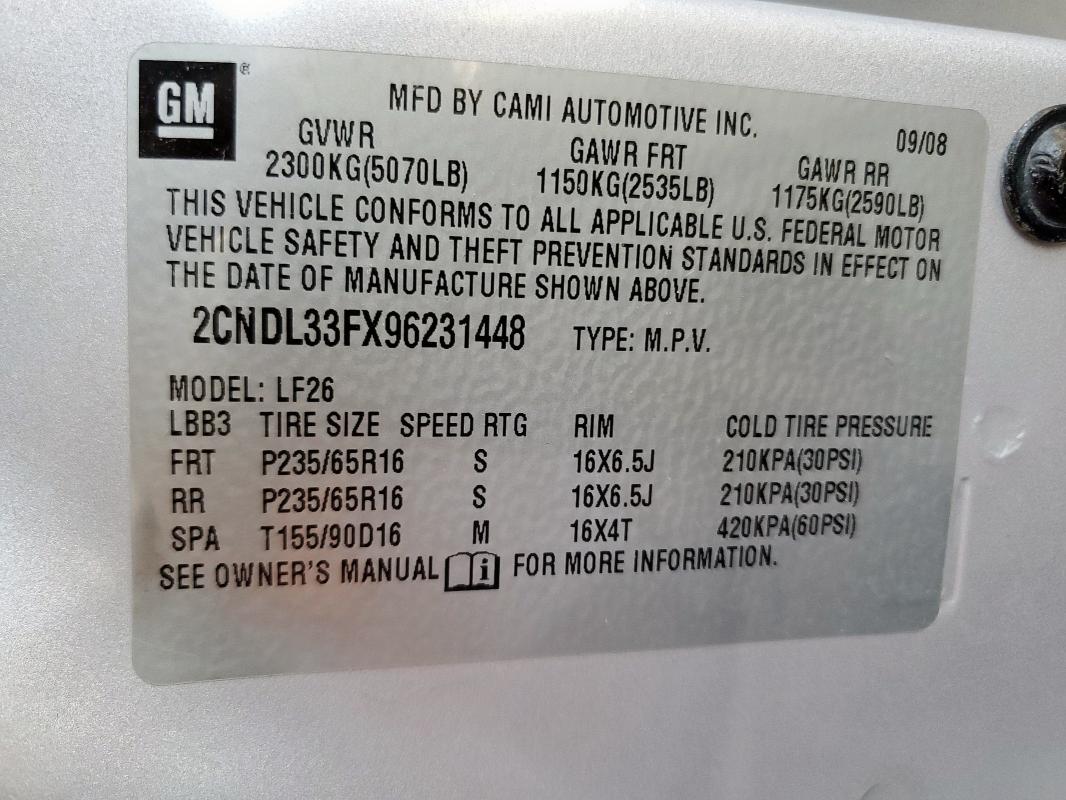 GM ®
MFD BY CAMI AUTOMOTIVE INC.
09/08
GVWR GAWR FRT GAWR RR
2300KG(5070LB) 1150KG(2535LB) 1175KG(2590LB)
THIS VEHICLE CONFORMS TO ALL APPLICABLE U.S. FEDERAL MOTOR
VEHICLE SAFETY AND THEFT PREVENTION STANDARDS IN EFFECT ON
THE DATE OF MANUFACTURE SHOWN ABOVE.
2CNDL33FX96231448 TYPE: M.P.V.
MODEL: LF26
LBB3 TIRE SIZE SPEED RTG RIM COLD TIRE PRESSURE
FRT P235/65R16 S 16X6.5J 210KPA(30PSI)
RR P235/65R16 S 16X6.5J 210KPA(30PSI)
SPA T155/90D16 M 16X4T 420KPA(60PSI)
SEE OWNER'S MANUAL i FOR MORE INFORMATION.